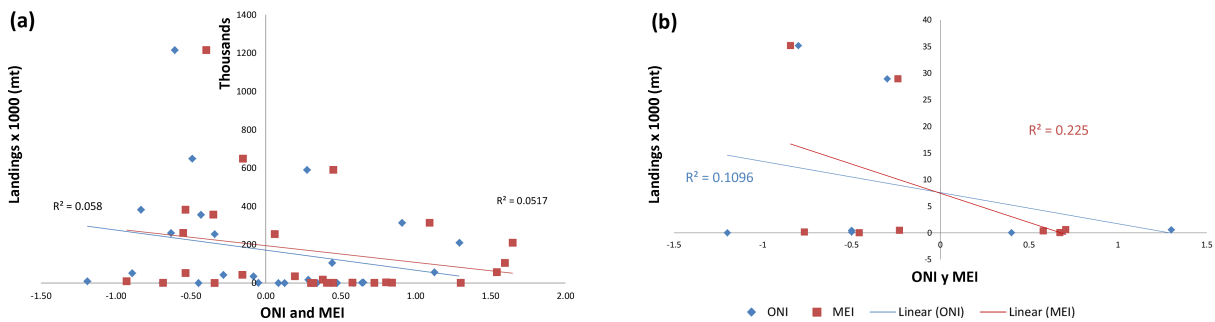 (a)
Landings x 1000 (mt)
Thousands
1400
1200
1000
800
600
400
200
0
-1.50
-1.00
-0.50
0.00
0.50
1.00
1.50
2.00
R² = 0.058
R² = 0.0517
ONI and MEI
(b)
Landings x 1000 (mt)
40
35
30
25
20
15
10
5
0
-5
-1.5
-1
-0.5
0
0.5
1
1.5
R² = 0.1096
R² = 0.225
ONI y MEI
ONI MEI Linear (ONI) Linear (MEI)